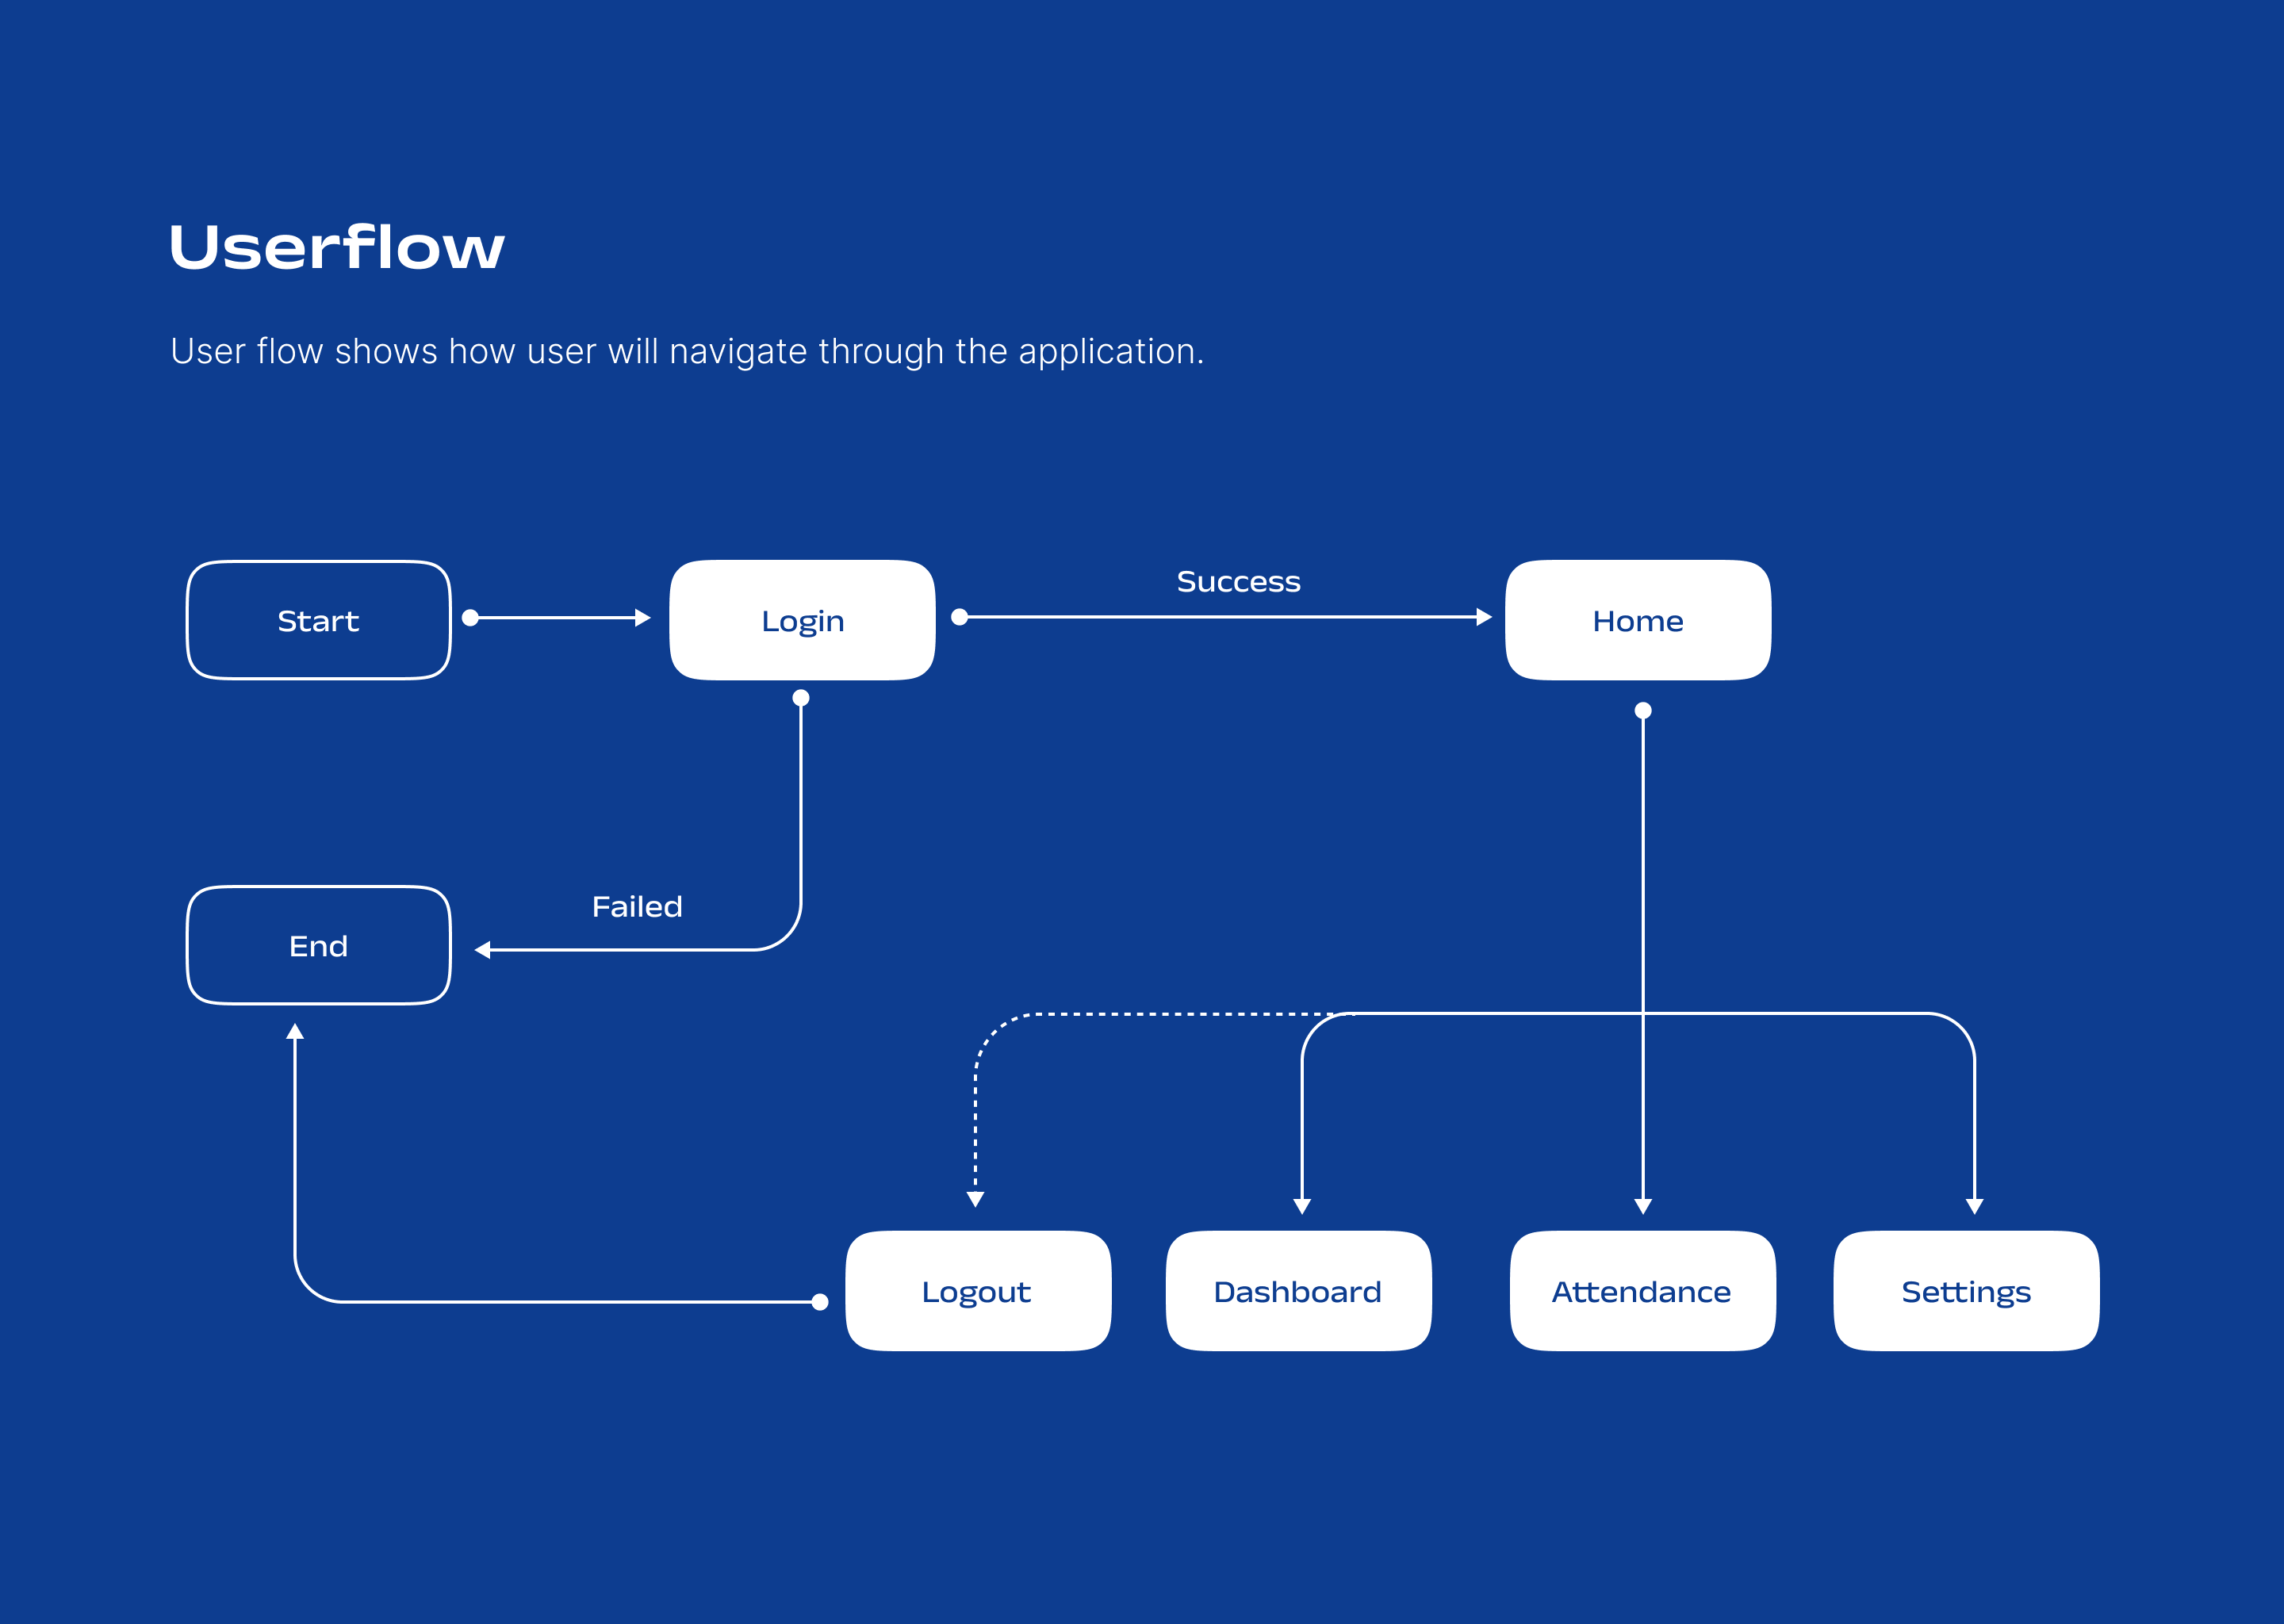 Userflow
User flow shows how user will navigate through the application.
Start
Login
Success
Home
Failed
End
Logout
Dashboard
Attendance
Settings